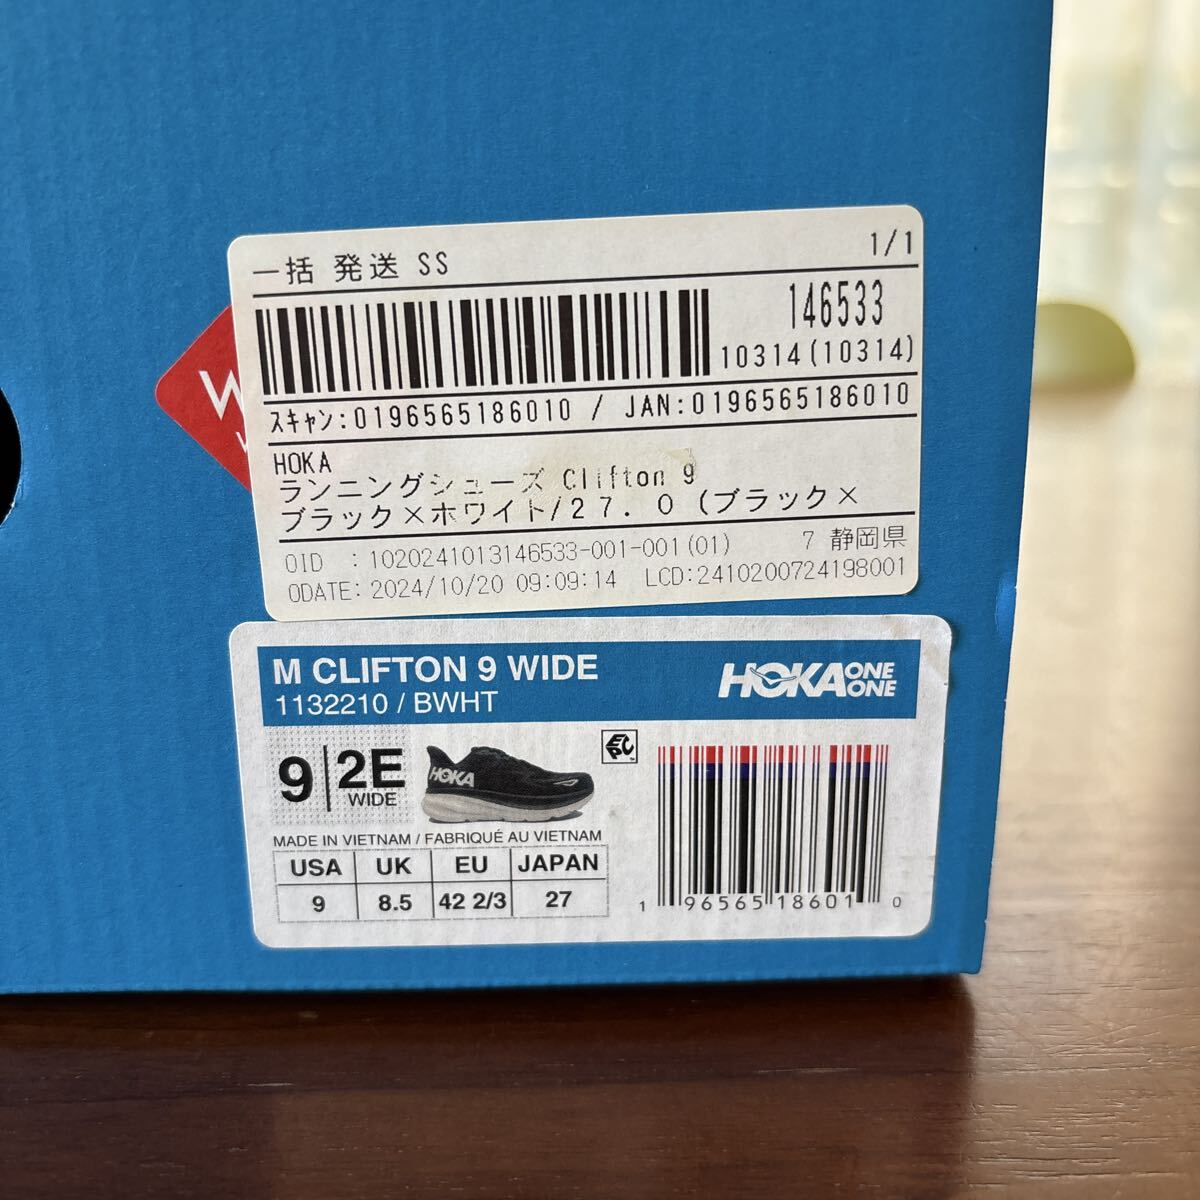 一括 発送 SS 1/1
146533
10314(10314)
ｽｷｬﾝ:0196565186010 / JAN:0196565186010
HOKA
ランニングシューズ Clifton 9
ブラック×ホワイト/２７．０ (ブラック×
OID : 1020241013146533-001-001(01) 7 静岡県
ODATE: 2024/10/20 09:09:14 LCD:2410200724198001
M CLIFTON 9 WIDE
1132210 / BWHT
HOKA ONE ONE
9 2E WIDE
HOKA
MADE IN VIETNAM / FABRIQUÉ AU VIETNAM
USA UK EU JAPAN
9 8.5 42 2/3 27
1 96565 18601 0